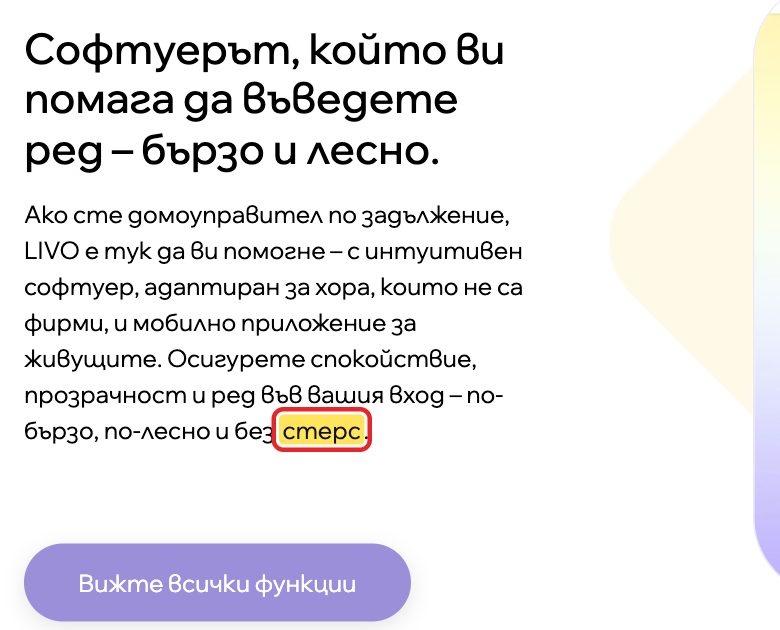 Софтуерът, който ви
помага да въведете
ред – бързо и лесно.
Ако сте домоуправител по задължение,
LIVO е тук да ви помогне – с интуитивен
софтуер, адаптиран за хора, които не са
фирми, и мобилно приложение за
живущите. Осигурете спокойствие,
прозрачност и ред във вашия вход – по-
бързо, по-лесно и без стерс.
Вижте всички функции